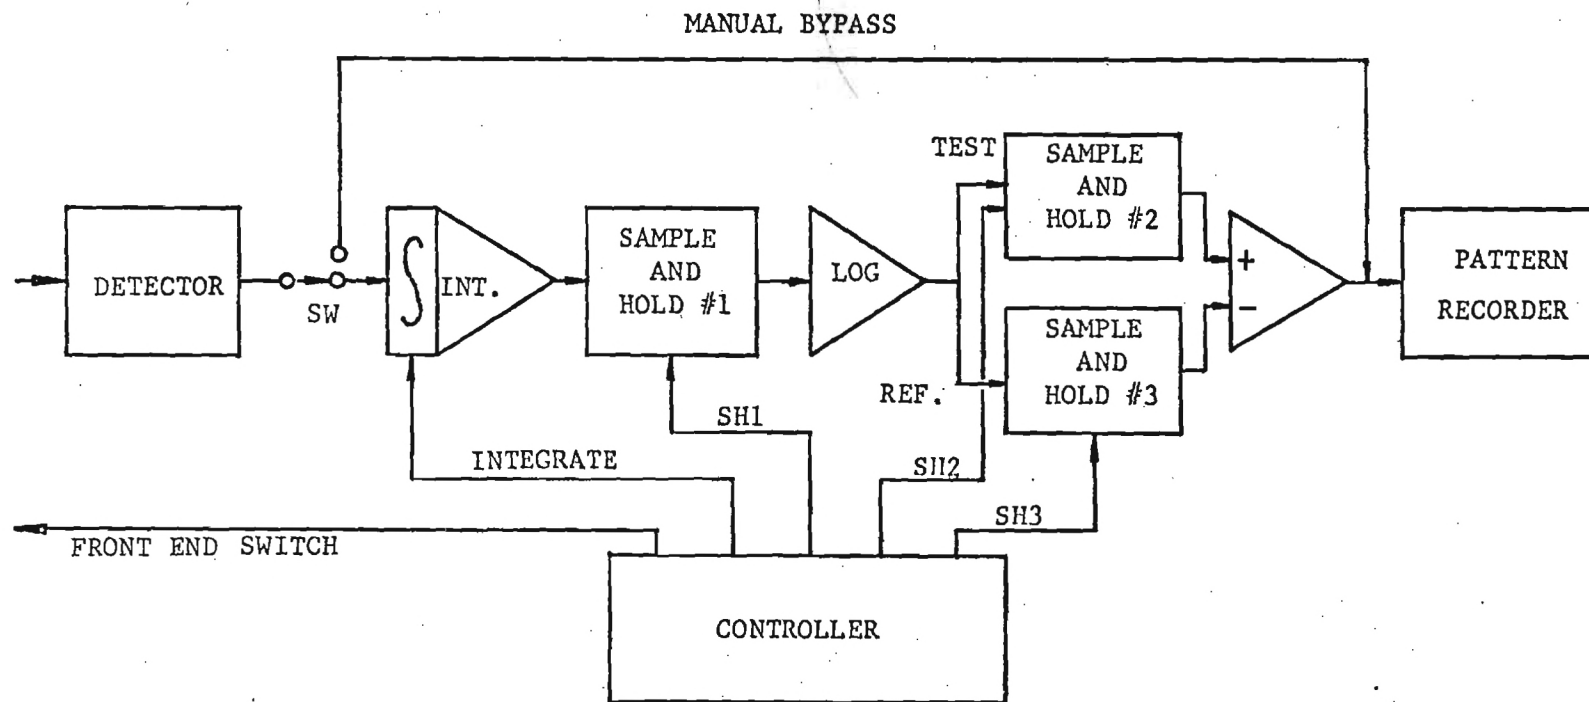 MANUAL BYPASS
DETECTOR
SW
∫ INT.
SAMPLE
AND
HOLD #1
LOG
TEST
SAMPLE
AND
HOLD #2
REF.
SAMPLE
AND
HOLD #3
+
−
PATTERN
RECORDER
INTEGRATE
SH1
SH2
SH3
FRONT END SWITCH
CONTROLLER